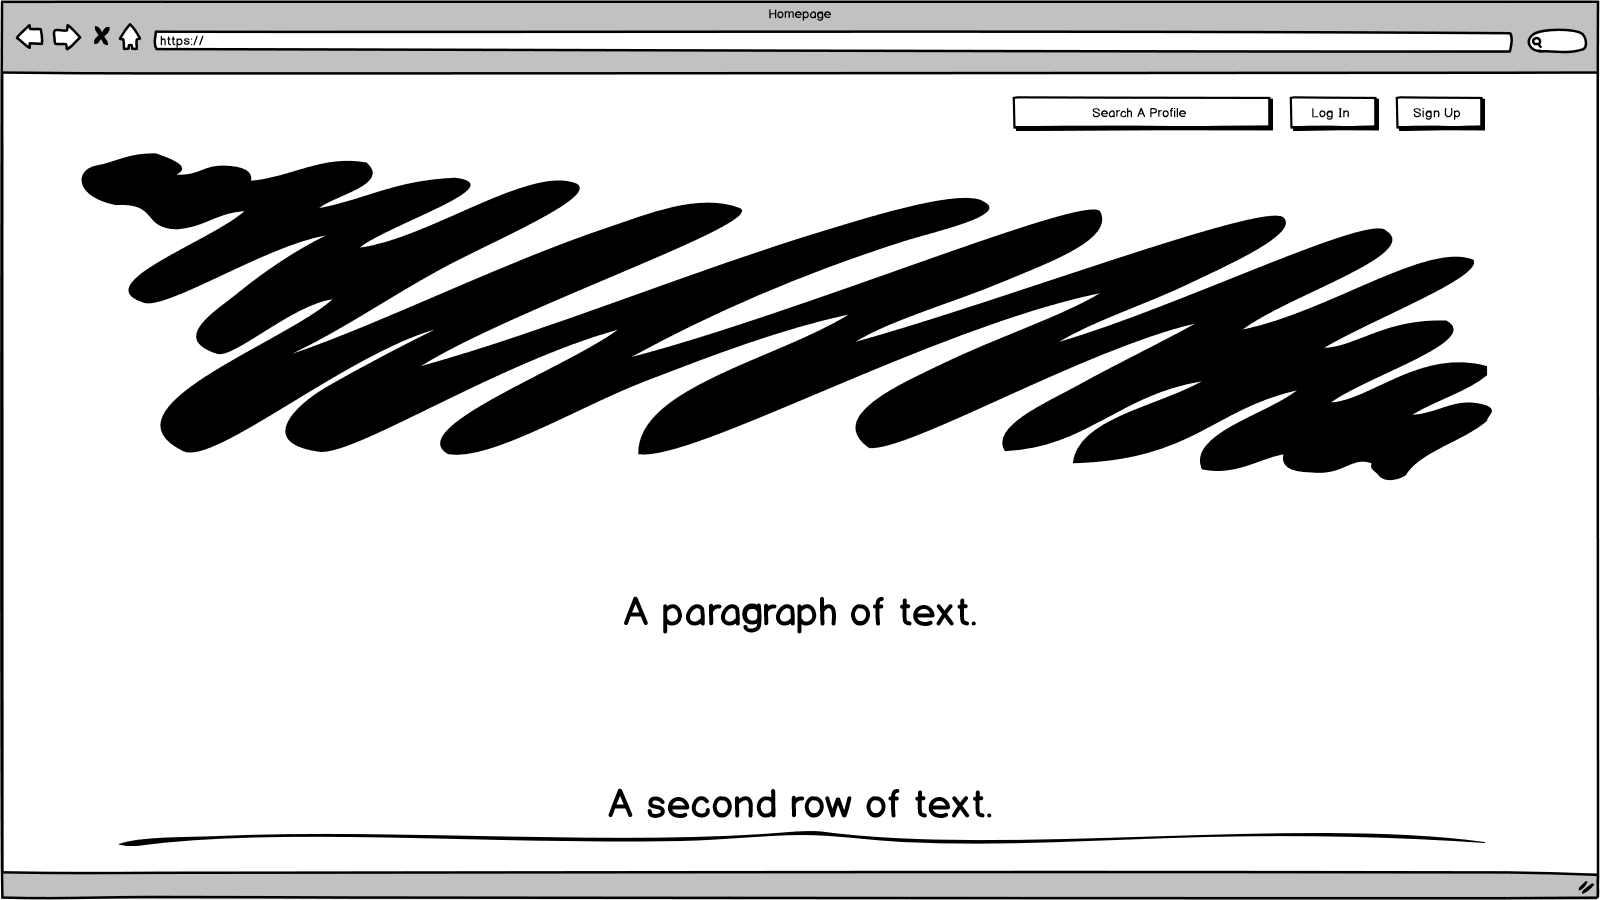 Homepage
https://
Search A Profile Log In Sign Up
A paragraph of text.
A second row of text.